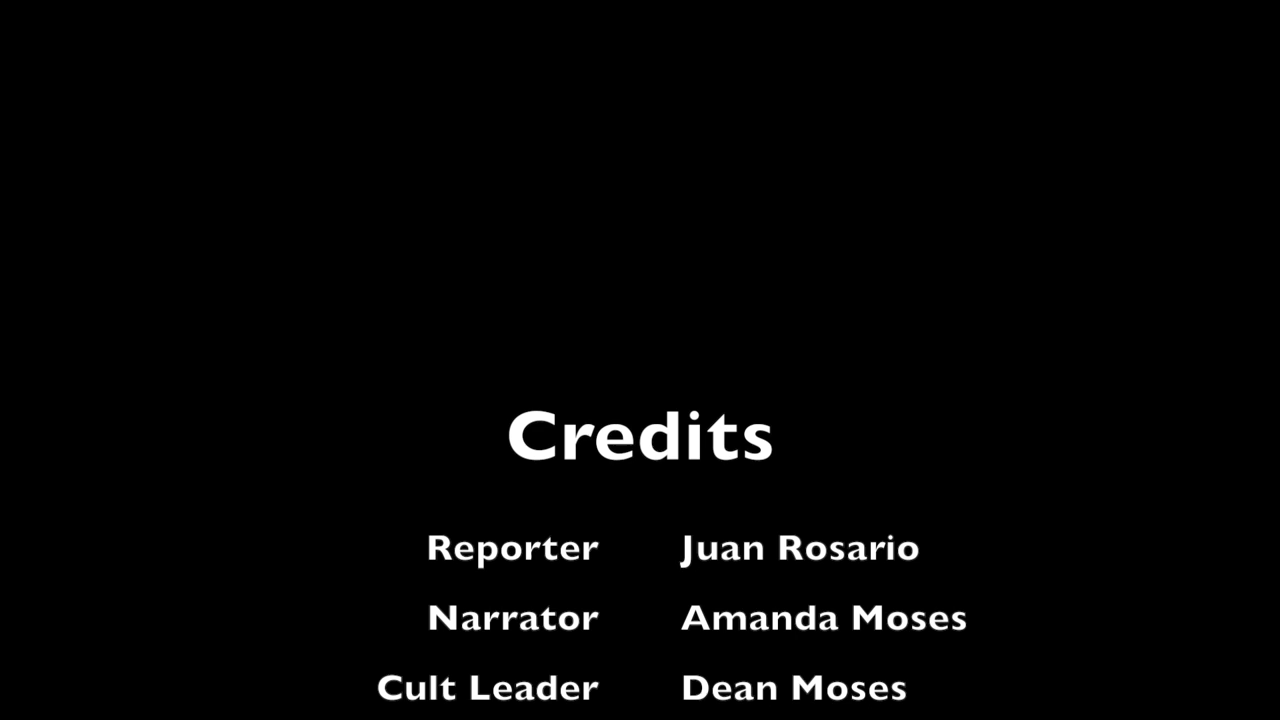 Credits
Reporter Juan Rosario
Narrator Amanda Moses
Cult Leader Dean Moses